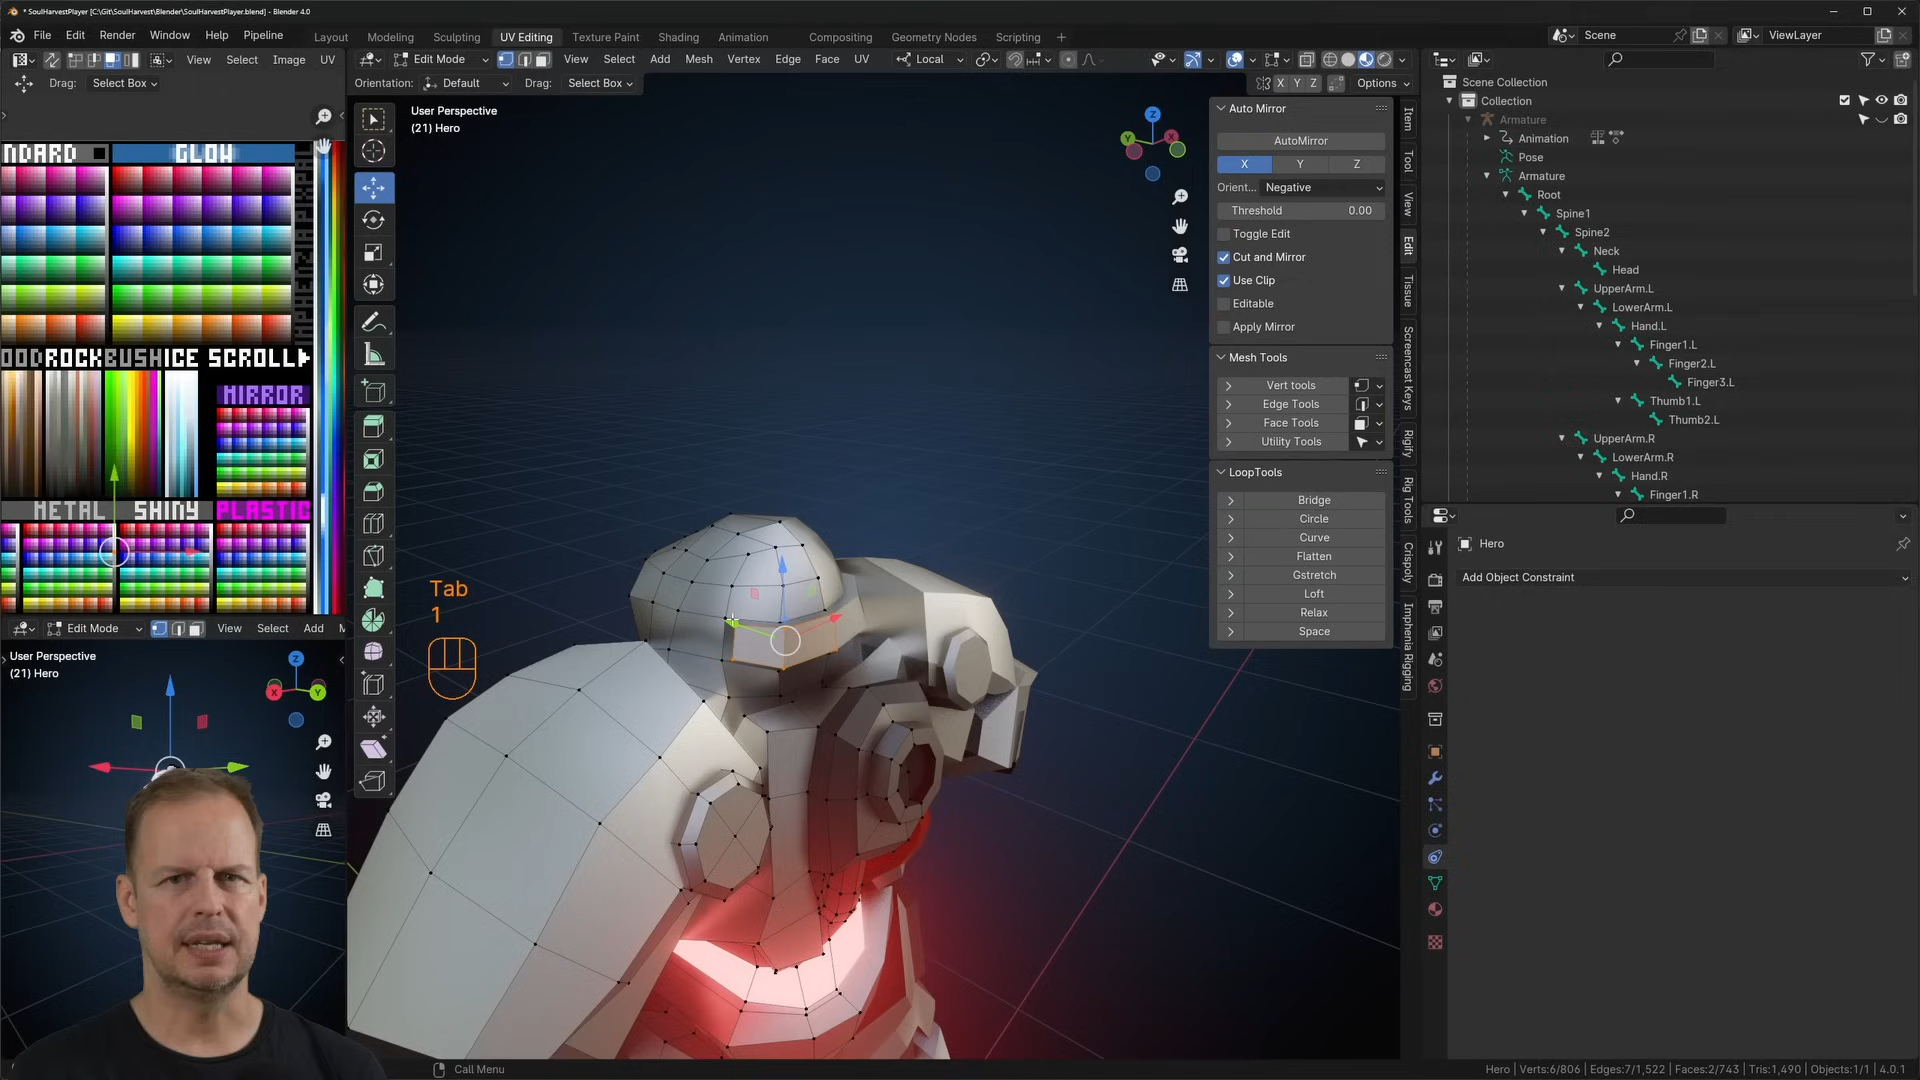 * SoulHarvestPlayer [C:\Git\SoulHarvest\Blender\SoulHarvestPlayer.blend] - Blender 4.0
File Edit Render Window Help Pipeline
Layout Modeling Sculpting UV Editing Texture Paint Shading Animation Compositing Geometry Nodes Scripting +
Scene
ViewLayer
View Select Image UV
Edit Mode View Select Add Mesh Vertex Edge Face UV Local
Drag: Select Box
Orientation: Default Drag: Select Box
X Y Z Options
User Perspective
(21) Hero
Z
Y
X
NDARD GLOW
OOD ROCK BUSH ICE SCROLL
MIRROR
METAL SHINY PLASTIC
Tab
1
Edit Mode View Select Add M
User Perspective
(21) Hero
Z
X
Y
Auto Mirror
AutoMirror
X Y Z
Orient... Negative
Threshold 0.00
Toggle Edit
Cut and Mirror
Use Clip
Editable
Apply Mirror
Mesh Tools
Vert tools
Edge Tools
Face Tools
Utility Tools
LoopTools
Bridge
Circle
Curve
Flatten
Gstretch
Loft
Relax
Space
Item
Tool
View
Edit
Tissue
Screencast Keys
Rigify
Rig Tools
Crispoly
Imphenzia Rigging
Scene Collection
Collection
Armature
Animation
Pose
Armature
Root
Spine1
Spine2
Neck
Head
UpperArm.L
LowerArm.L
Hand.L
Finger1.L
Finger2.L
Finger3.L
Thumb1.L
Thumb2.L
UpperArm.R
LowerArm.R
Hand.R
Finger1.R
Hero
Add Object Constraint
Call Menu
Hero | Verts:6/806 | Edges:7/1,522 | Faces:2/743 | Tris:1,490 | Objects:1/1 | 4.0.1